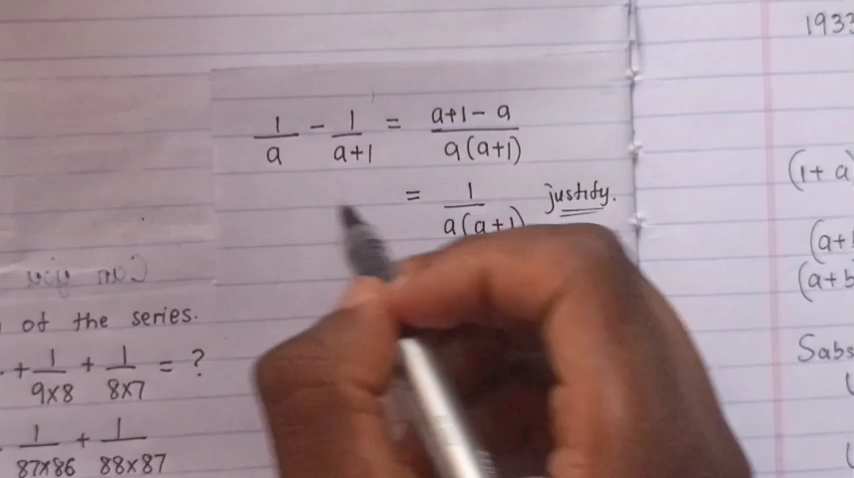 1/a - 1/(a+1) = (a+1-a)/(a(a+1))
= 1/(a(a+1)) justify.
of the series.
+ 1/(9×8) + 1/(8×7) = ?
1/(87×86) + 1/(88×87)
193
(1+a)
(a+
(a+b
Sabs